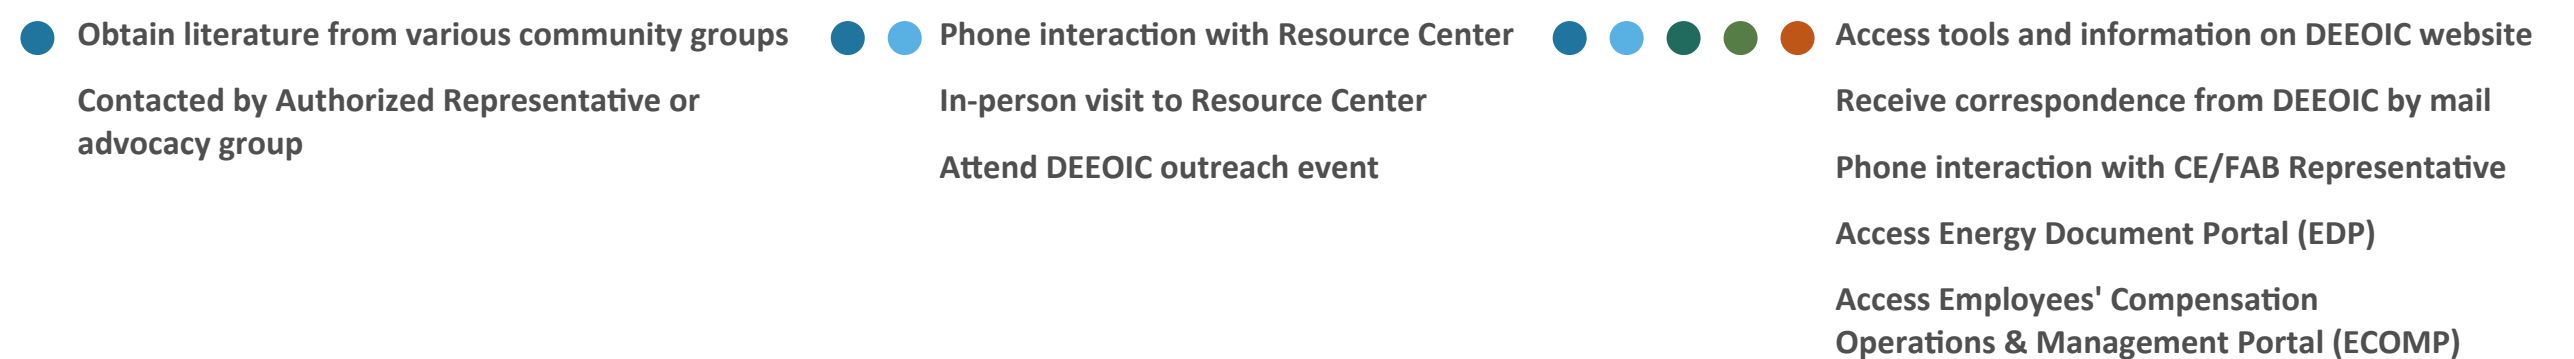 Obtain literature from various community groups
Contacted by Authorized Representative or
advocacy group
Phone interaction with Resource Center
In-person visit to Resource Center
Attend DEEOIC outreach event
Access tools and information on DEEOIC website
Receive correspondence from DEEOIC by mail
Phone interaction with CE/FAB Representative
Access Energy Document Portal (EDP)
Access Employees' Compensation
Operations & Management Portal (ECOMP)